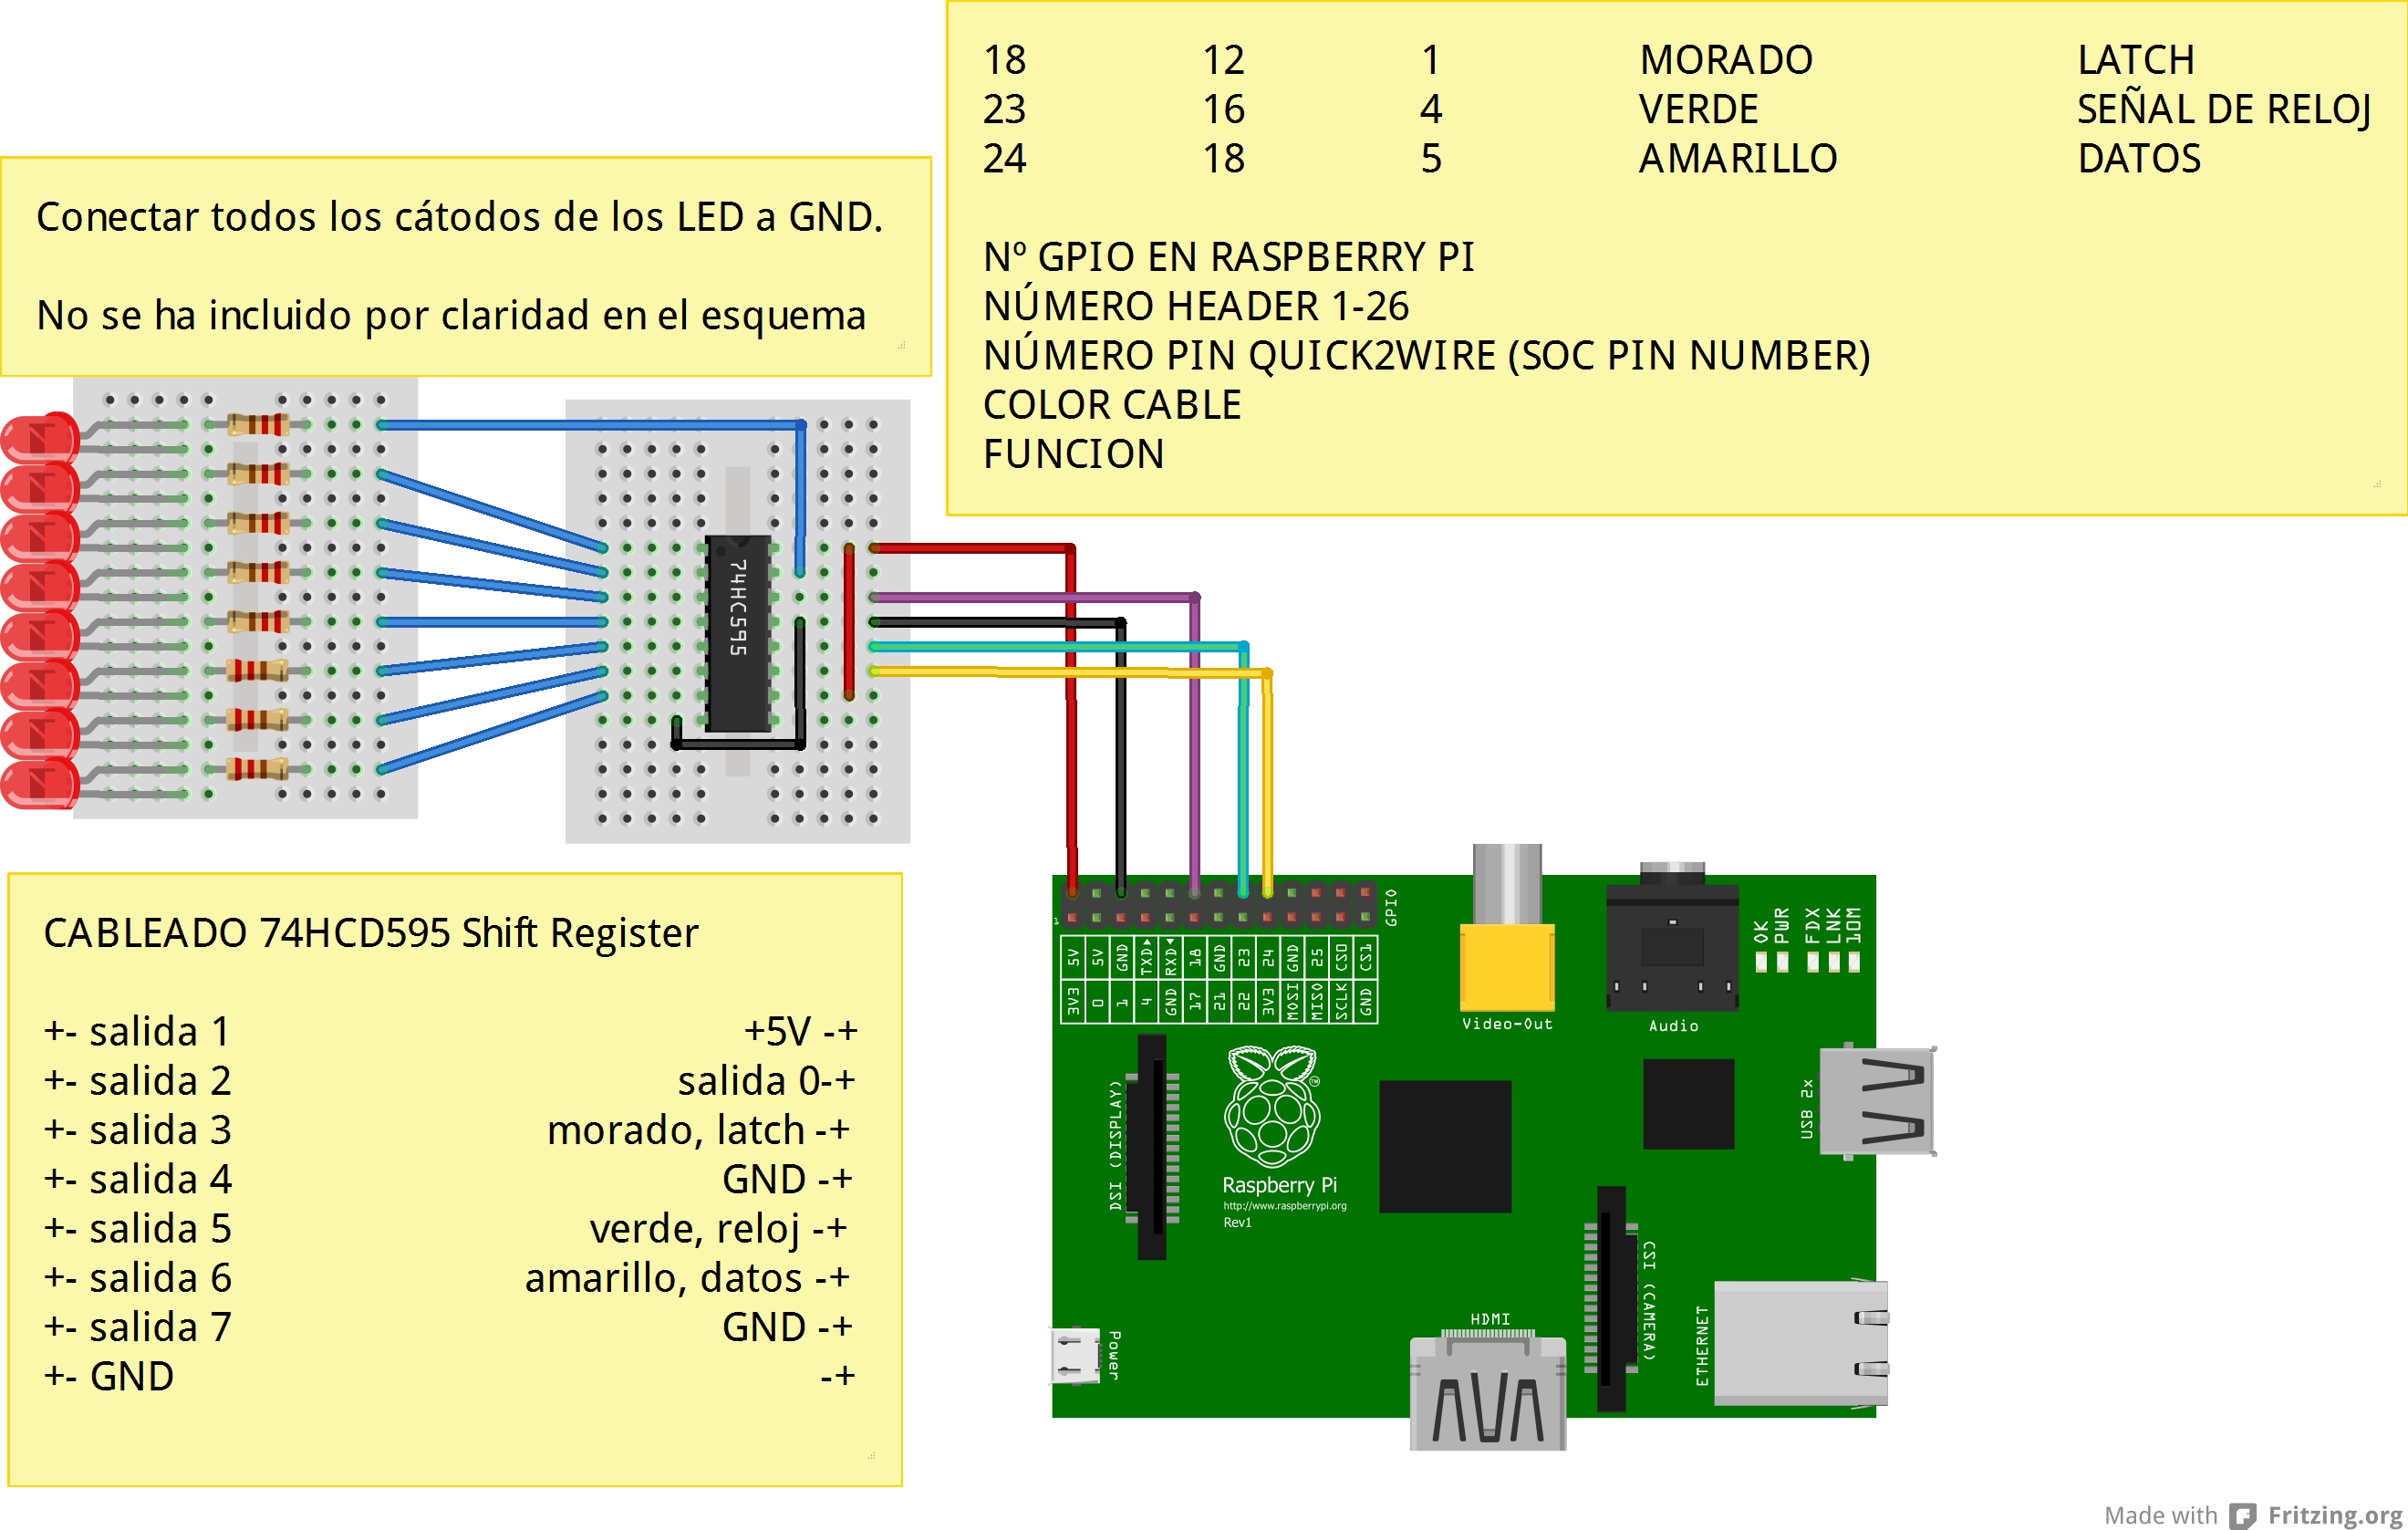 18 12 1 MORADO LATCH
23 16 4 VERDE SEÑAL DE RELOJ
24 18 5 AMARILLO DATOS
Nº GPIO EN RASPBERRY PI
NÚMERO HEADER 1-26
NÚMERO PIN QUICK2WIRE (SOC PIN NUMBER)
COLOR CABLE
FUNCION
Conectar todos los cátodos de los LED a GND.
No se ha incluido por claridad en el esquema
74HC595
CABLEADO 74HCD595 Shift Register
+- salida 1 +5V -+
+- salida 2 salida 0-+
+- salida 3 morado, latch -+
+- salida 4 GND -+
+- salida 5 verde, reloj -+
+- salida 6 amarillo, datos -+
+- salida 7 GND -+
+- GND -+
1
GPIO
5V 5V GND TXD RXD 18 GND 23 24 GND 25 CS0 CS1
3V3 0 1 4 GND 17 21 22 3V3 MOSI MISO SCLK GND
Video-Out
Audio
OK PWR FDX LNK 10M
DSI (DISPLAY)
Raspberry Pi
TM
http://www.raspberrypi.org
Rev1
USB 2x
CSI (CAMERA)
HDMI
ETHERNET
Power
Made with Fritzing.org